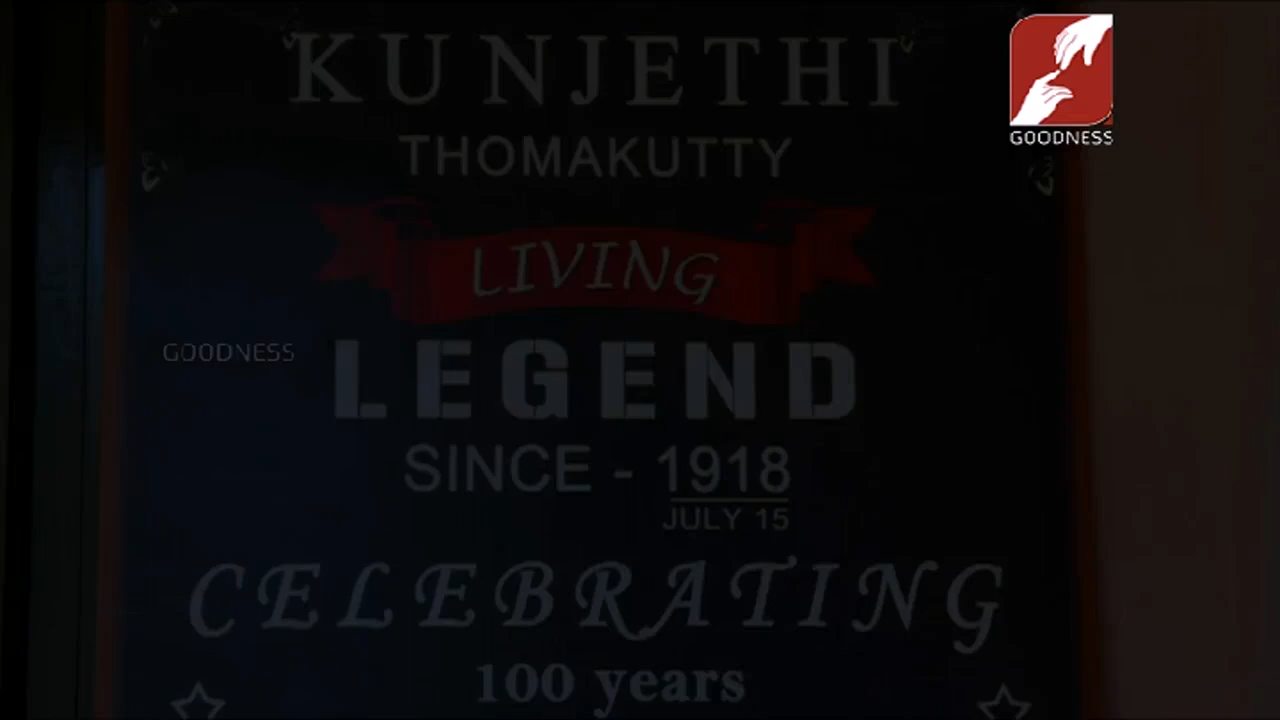 KUNJETHI
GOODNESS
THOMAKUTTY
LIVING
GOODNESS
LEGEND
SINCE - 1918
JULY 15
CELEBRATING
100 years